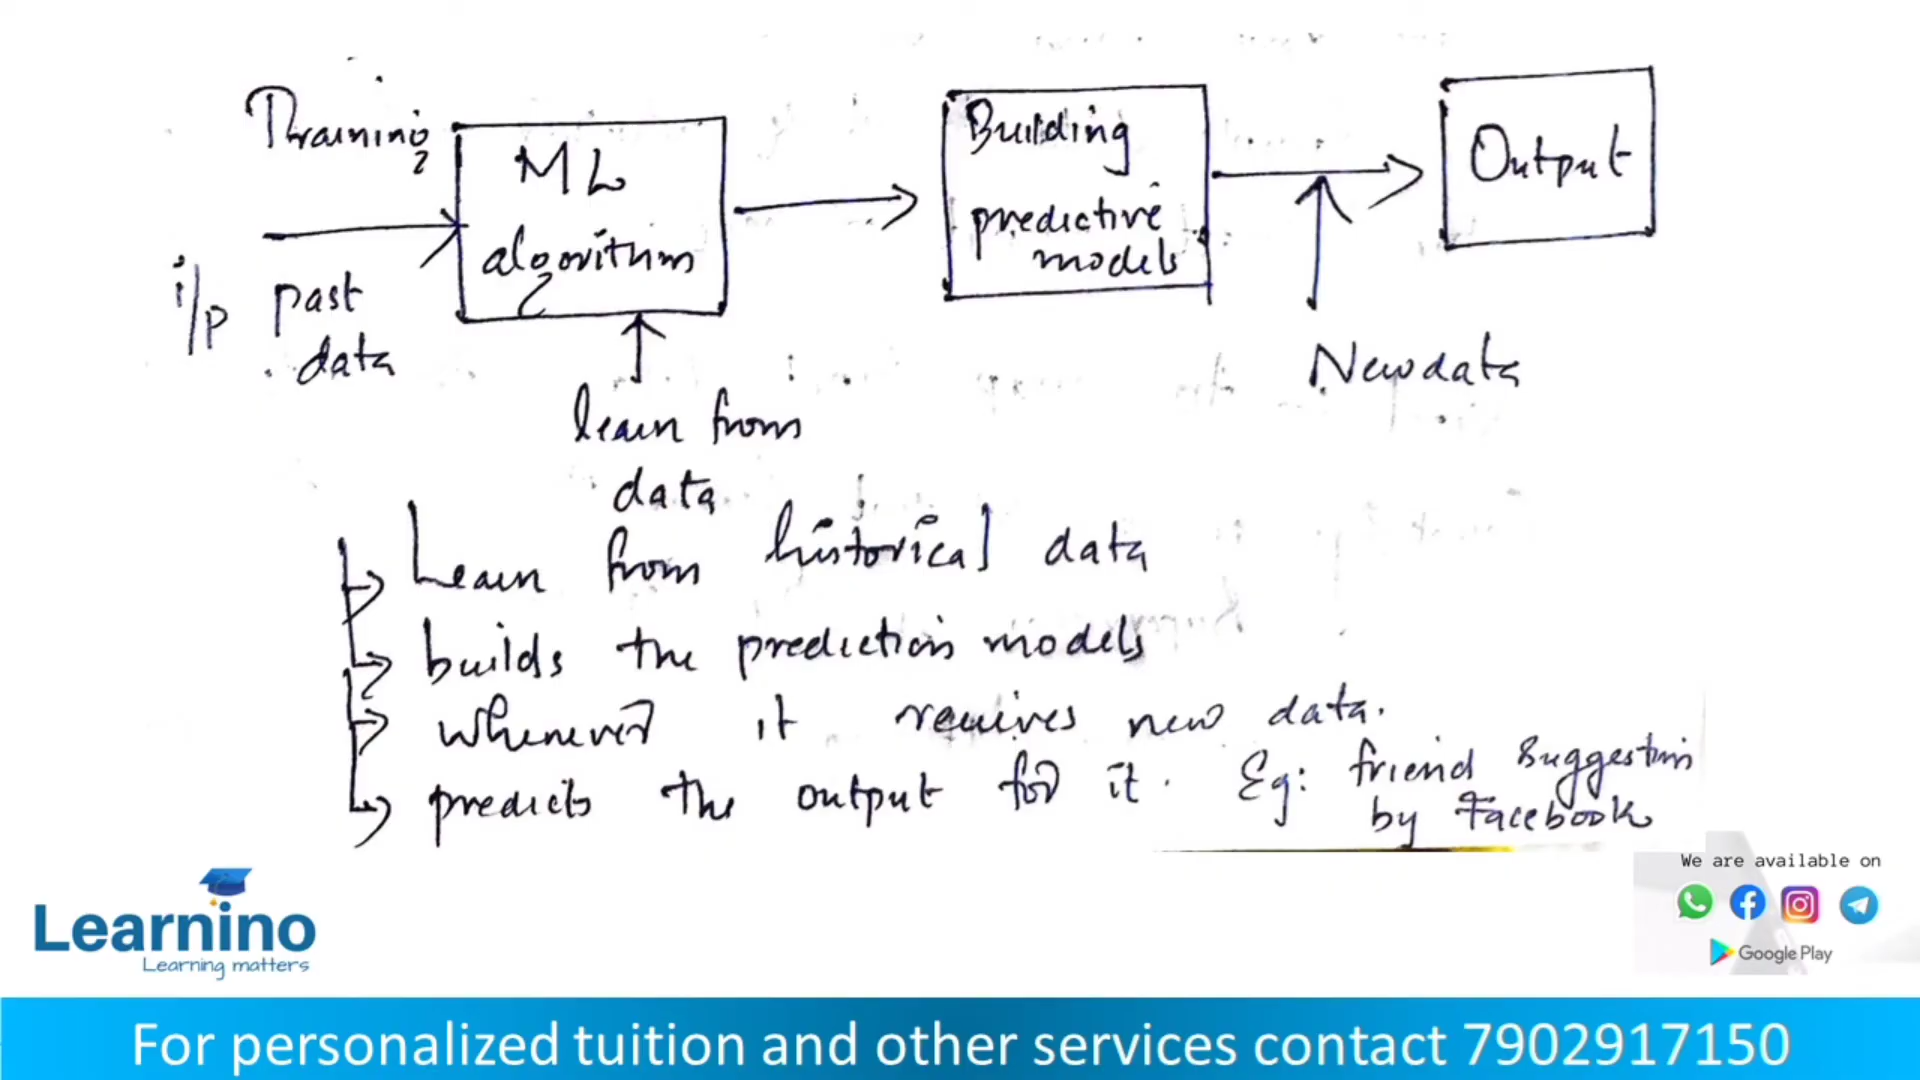 Training
i/p past data
ML algorithm
learn from data
Building predictive models
New data
Output
Learn from historical data
builds the prediction models
whenever it receives new data.
predicts the output for it. Eg: friend suggestion by Facebook
Learnino
Learning matters
We are available on
Google Play
For personalized tuition and other services contact 7902917150